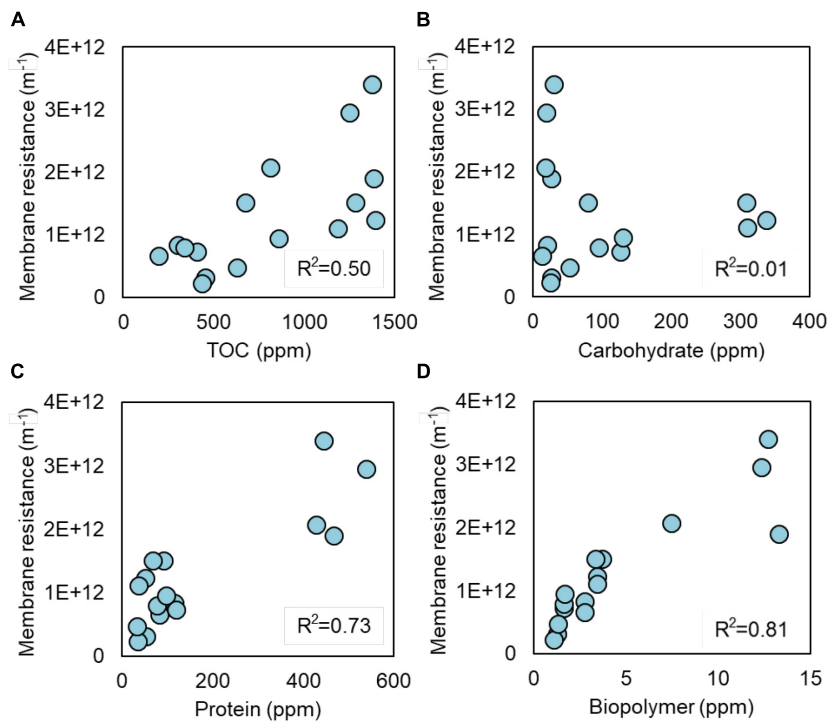 A
Membrane resistance (m-1)
4E+12
3E+12
2E+12
1E+12
0
R2=0.50
0 500 1000 1500
TOC (ppm)
B
Membrane resistance (m-1)
4E+12
3E+12
2E+12
1E+12
0
R2=0.01
0 100 200 300 400
Carbohydrate (ppm)
C
Membrane resistance (m-1)
4E+12
3E+12
2E+12
1E+12
0
R2=0.73
0 200 400 600
Protein (ppm)
D
Membrane resistance (m-1)
4E+12
3E+12
2E+12
1E+12
0
R2=0.81
0 5 10 15
Biopolymer (ppm)